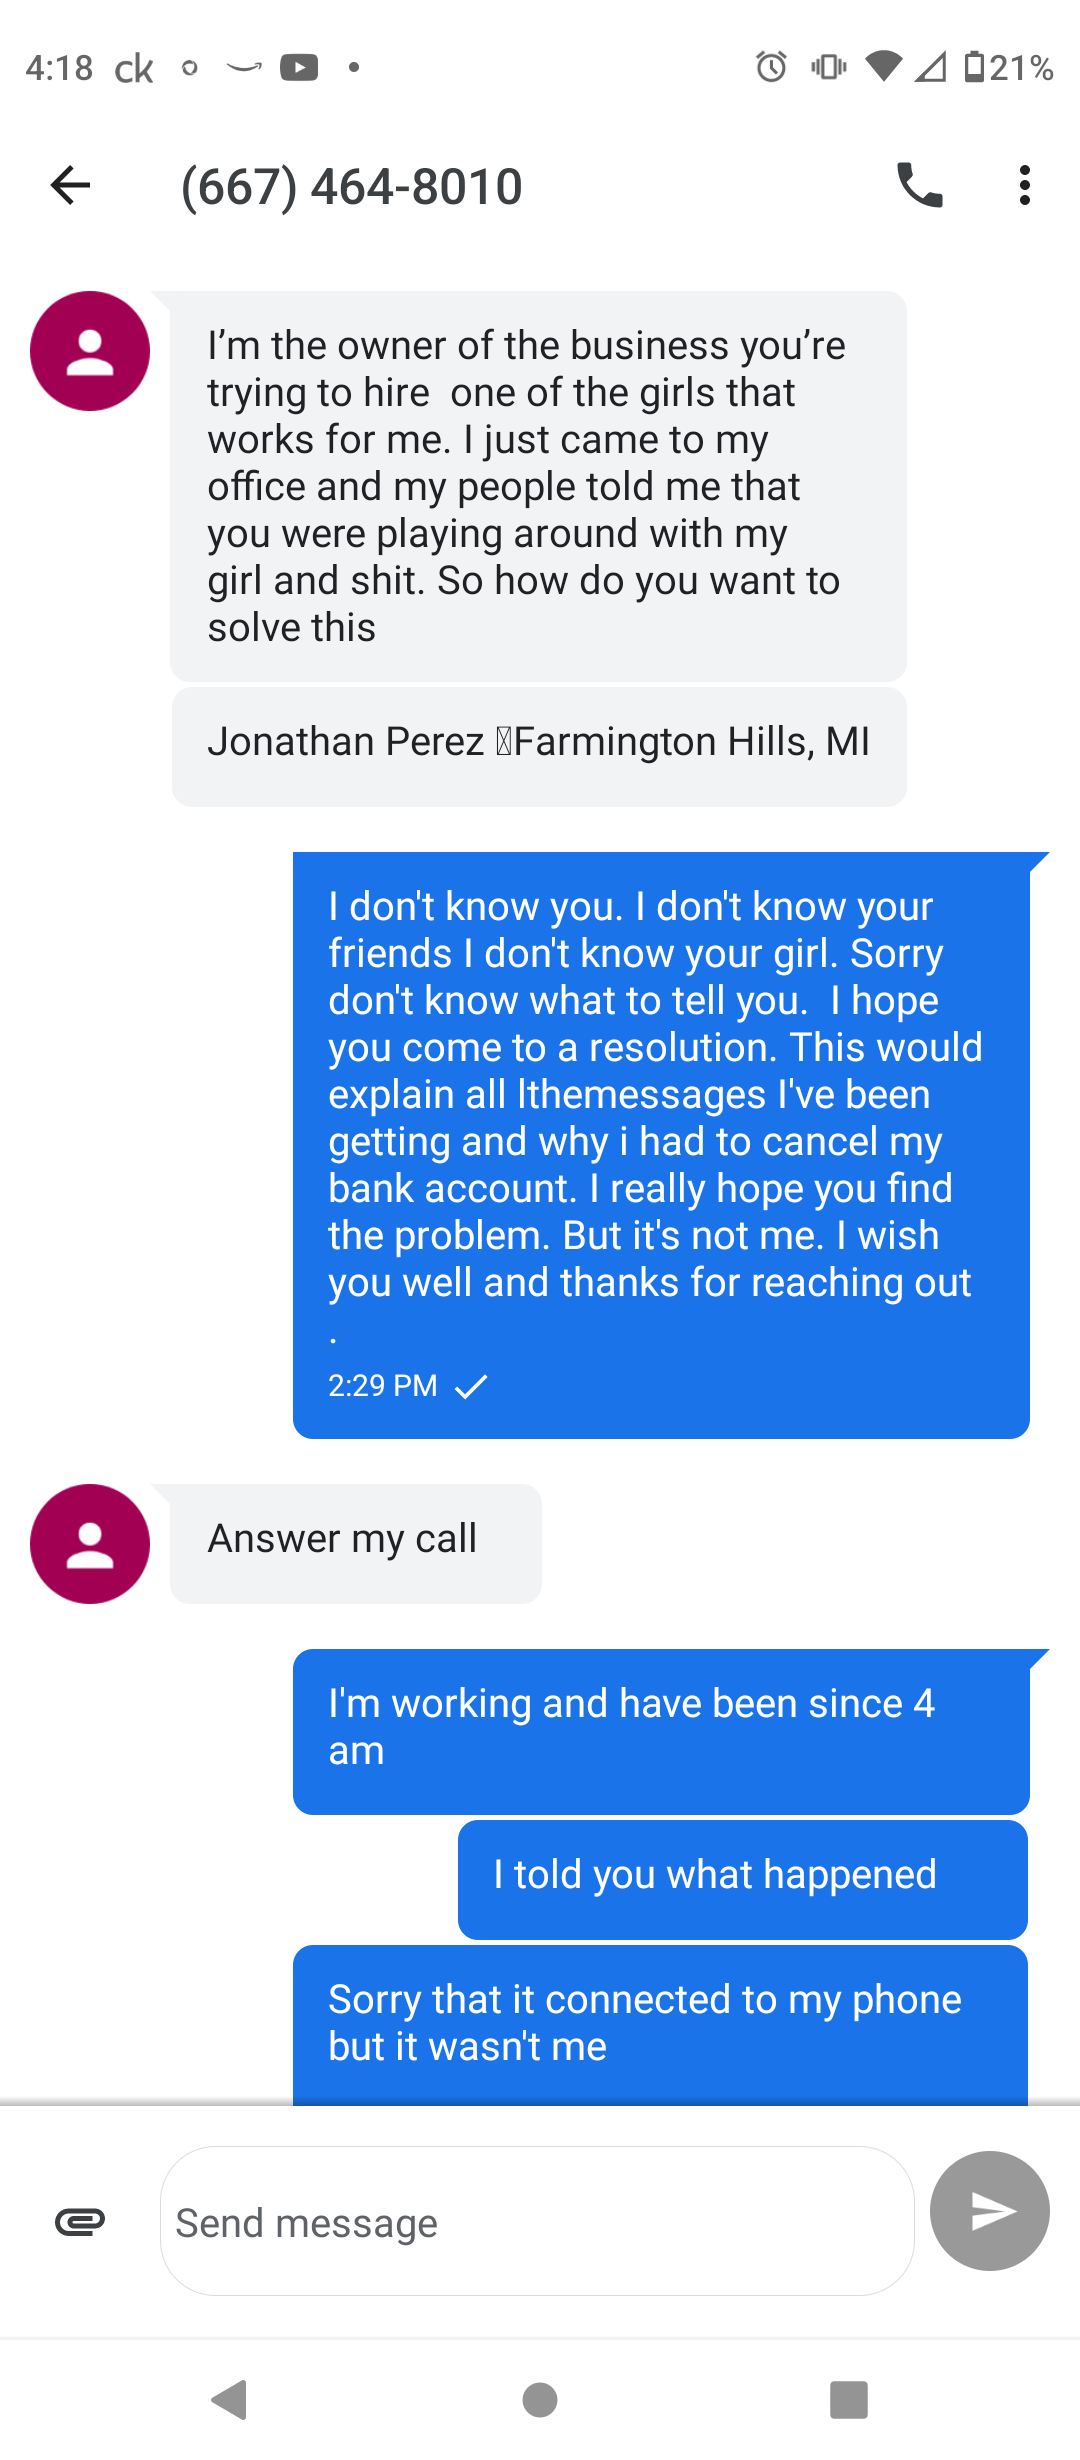 4:18 ck 21%
(667) 464-8010
I’m the owner of the business you’re
trying to hire  one of the girls that
works for me. I just came to my
office and my people told me that
you were playing around with my
girl and shit. So how do you want to
solve this
Jonathan Perez Farmington Hills, MI
I don't know you. I don't know your
friends I don't know your girl. Sorry
don't know what to tell you.  I hope
you come to a resolution. This would
explain all lthemessages I've been
getting and why i had to cancel my
bank account. I really hope you find
the problem. But it's not me. I wish
you well and thanks for reaching out
.
2:29 PM
Answer my call
I'm working and have been since 4
am
I told you what happened
Sorry that it connected to my phone
but it wasn't me
Send message